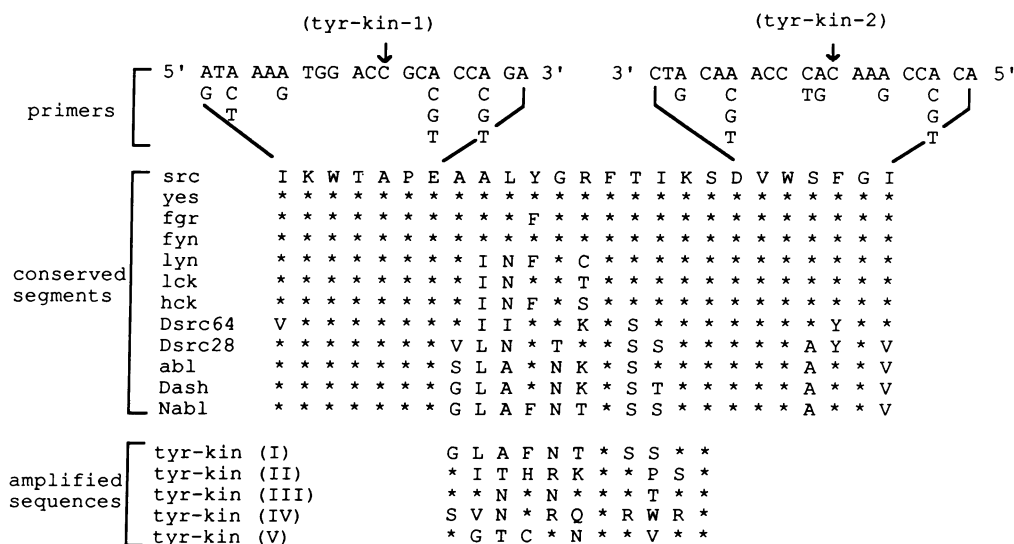 (tyr-kin-1) (tyr-kin-2)
5' ATA AAA TGG ACC GCA CCA GA 3' 3' CTA CAA ACC CAC AAA CCA CA 5'
G C G C C G C TG G C
primers
T G G G G
T T T T
src I K W T A P E A A L Y G R F T I K S D V W S F G I
yes * * * * * * * * * * * * * * * * * * * * * * * * *
fgr * * * * * * * * * * F * * * * * * * * * * * * * *
fyn * * * * * * * * * * * * * * * * * * * * * * * * *
lyn * * * * * * * * I N F * C * * * * * * * * * * * *
conserved segments
lck * * * * * * * * I N * * T * * * * * * * * * * * *
hck * * * * * * * * I N F * S * * * * * * * * * * * *
Dsrc64 V * * * * * * * I I * * K * S * * * * * * * Y * *
Dsrc28 * * * * * * * V L N * T * * S S * * * * * A Y * V
abl * * * * * * * S L A * N K * S * * * * * * A * * V
Dash * * * * * * * G L A * N K * S T * * * * * A * * V
Nabl * * * * * * * G L A F N T * S S * * * * * A * * V
tyr-kin (I) G L A F N T * S S * *
amplified sequences
tyr-kin (II) * I T H R K * * P S *
tyr-kin (III) * * N * N * * * T * *
tyr-kin (IV) S V N * R Q * R W R *
tyr-kin (V) * G T C * N * * V * *